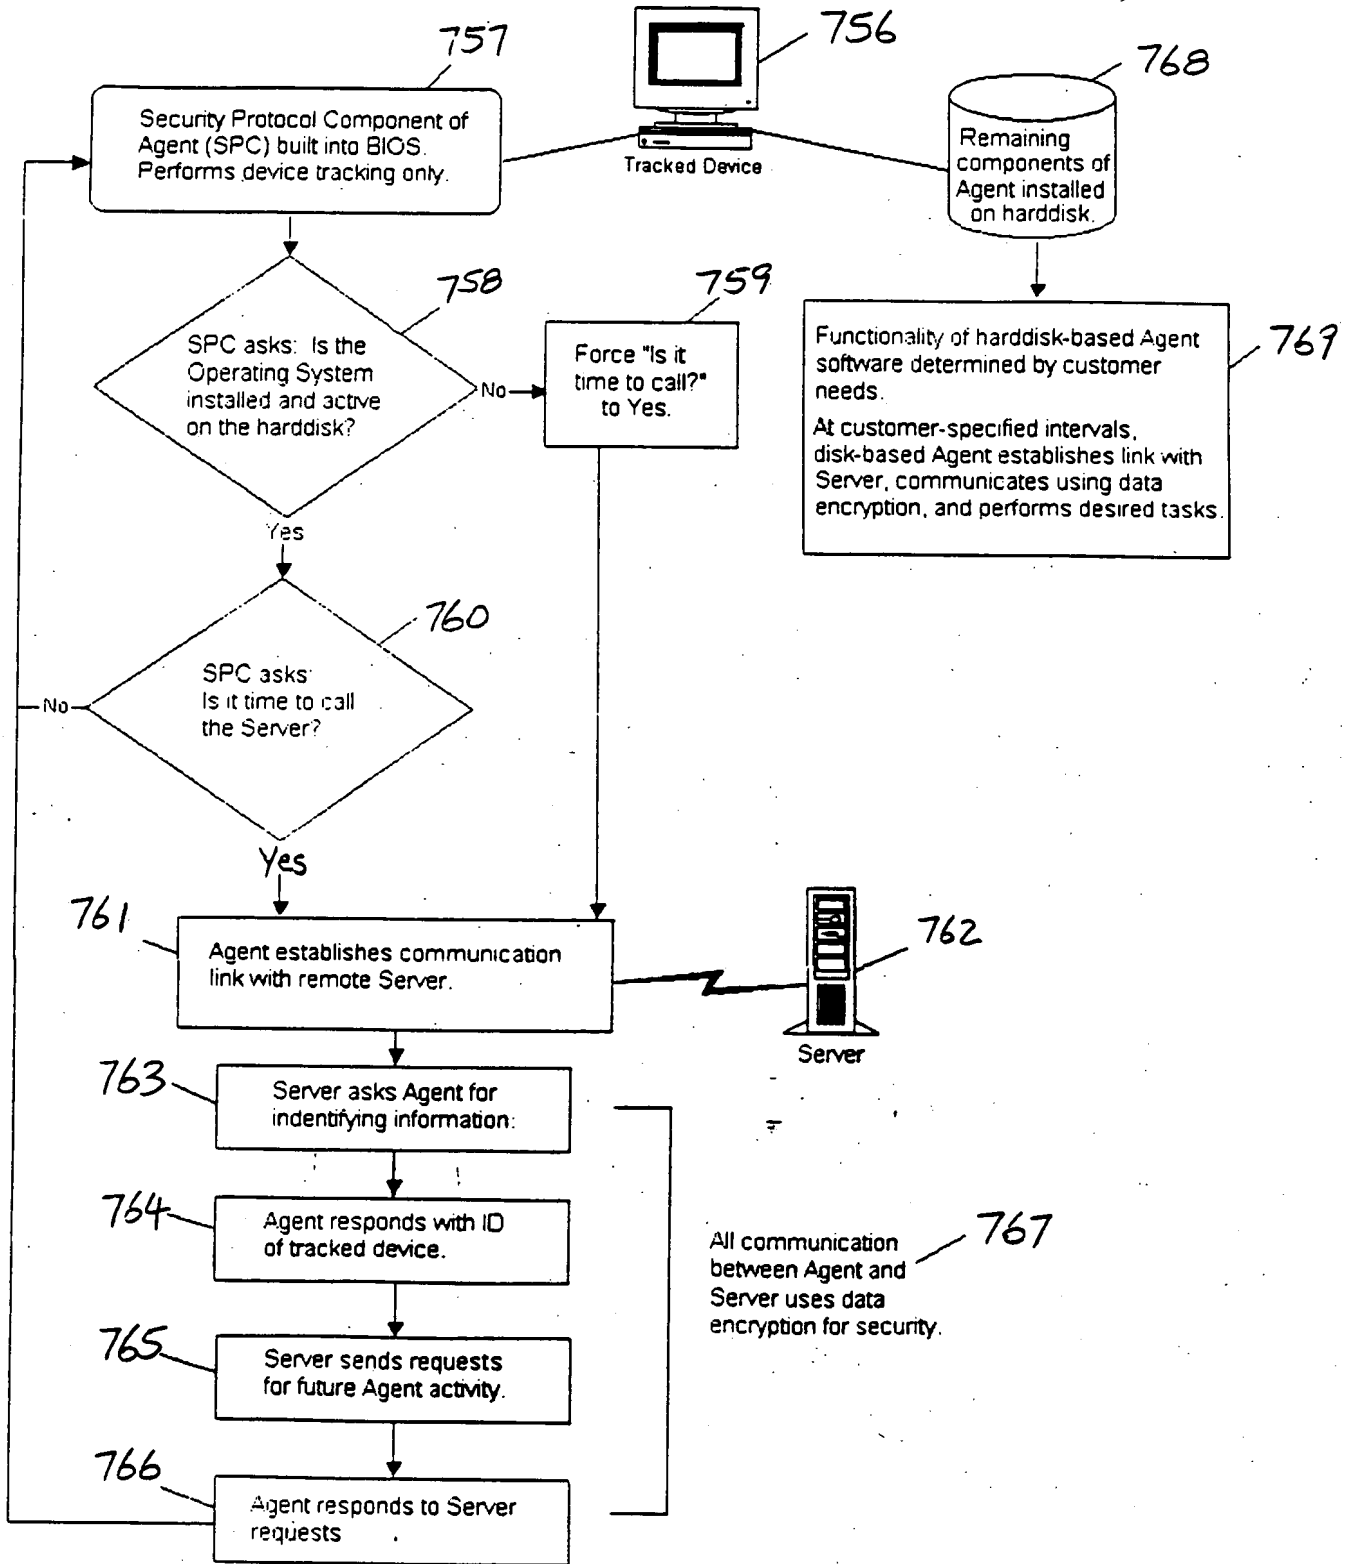 757
756
768
Security Protocol Component of
Agent (SPC) built into BIOS.
Performs device tracking only.
Tracked Device
Remaining
components of
Agent installed
on harddisk.
758
759
SPC asks: Is the
Operating System
installed and active
on the harddisk?
No
Force "Is it
time to call?"
to Yes.
Functionality of harddisk-based Agent
software determined by customer
needs.
At customer-specified intervals,
disk-based Agent establishes link with
Server, communicates using data
encryption, and performs desired tasks.
769
Yes
760
SPC asks:
Is it time to call
the Server?
No
Yes
761
Agent establishes communication
link with remote Server.
762
Server
763
Server asks Agent for
indentifying information:
764
Agent responds with ID
of tracked device.
767
All communication
between Agent and
Server uses data
encryption for security.
765
Server sends requests
for future Agent activity.
766
Agent responds to Server
requests